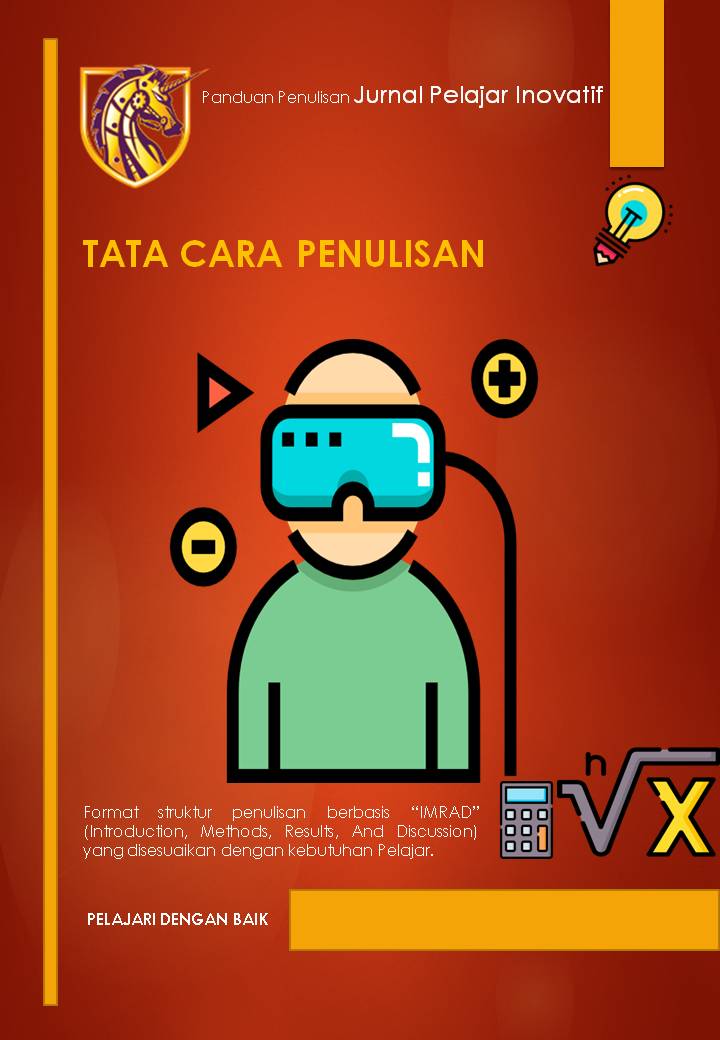 Panduan Penulisan Jurnal Pelajar Inovatif
TATA CARA PENULISAN
Format struktur penulisan berbasis “IMRAD”
(Introduction, Methods, Results, And Discussion)
yang disesuaikan dengan kebutuhan Pelajar.
n
√X
PELAJARI DENGAN BAIK